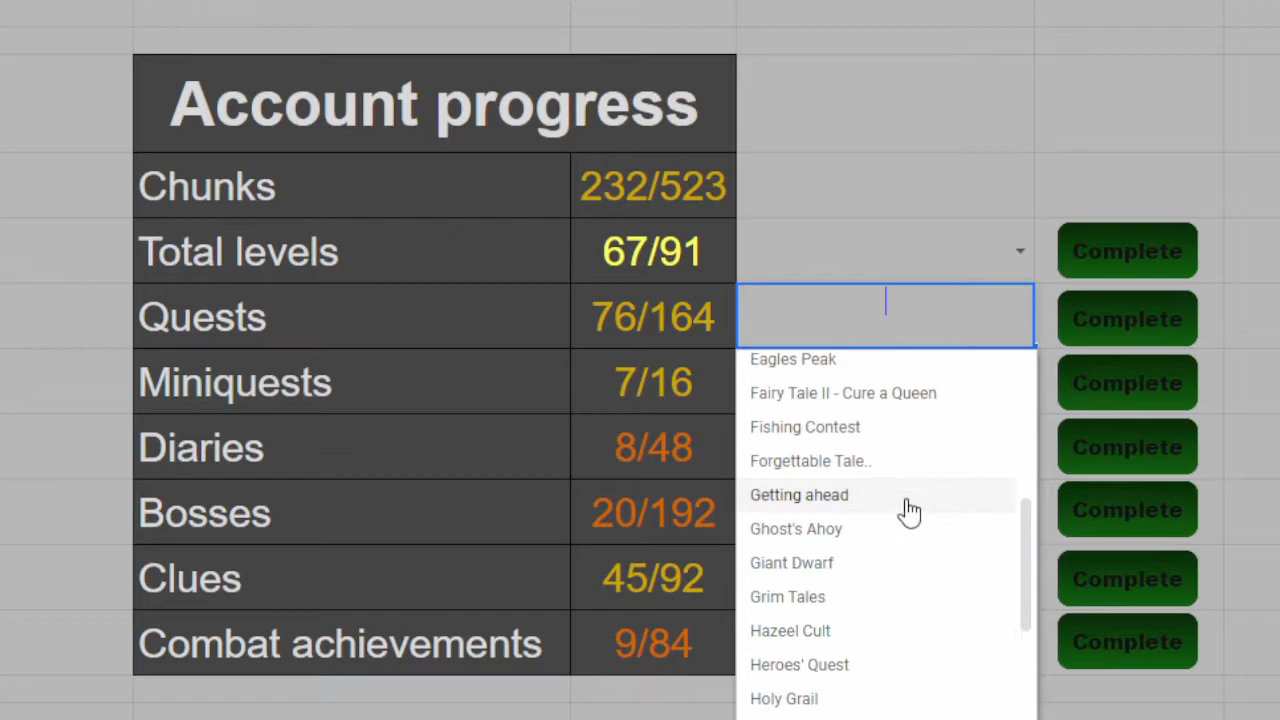 Account progress
Chunks 232/523
Total levels 67/91 Complete
Quests 76/164 Complete
Miniquests 7/16 Complete
Diaries 8/48 Complete
Bosses 20/192 Complete
Clues 45/92 Complete
Combat achievements 9/84 Complete
Eagles Peak
Fairy Tale II - Cure a Queen
Fishing Contest
Forgettable Tale..
Getting ahead
Ghost's Ahoy
Giant Dwarf
Grim Tales
Hazeel Cult
Heroes' Quest
Holy Grail